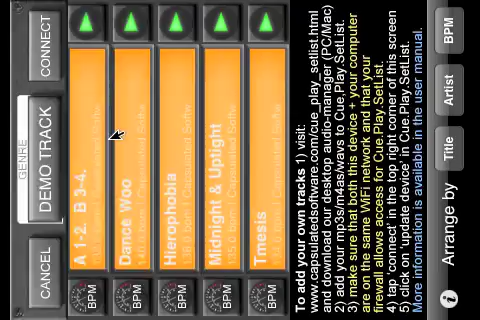 CANCEL
GENRE
DEMO TRACK
CONNECT
BPM
A 1-2. B 3-4.
BPM
Dance Woo
BPM
Hierophobia
BPM
Midnight & Uptight
BPM
Tmesis
To add your own tracks 1) visit:
www.capsulatedsoftware.com/cue_play_setlist.html
and download our desktop audio-manager (PC/Mac)
2) add your mp3s/m4as/wavs to Cue,Play,SetList.
3) make sure that both this device + your computer
are on the same WiFi network and that your
firewall allows access for Cue,Play,SetList.
4) tap 'connect' in the top right corner of this screen
5) click on 'update device' in Cue,Play,SetList.
More information is available in the user manual.
Arrange by
Title
Artist
BPM